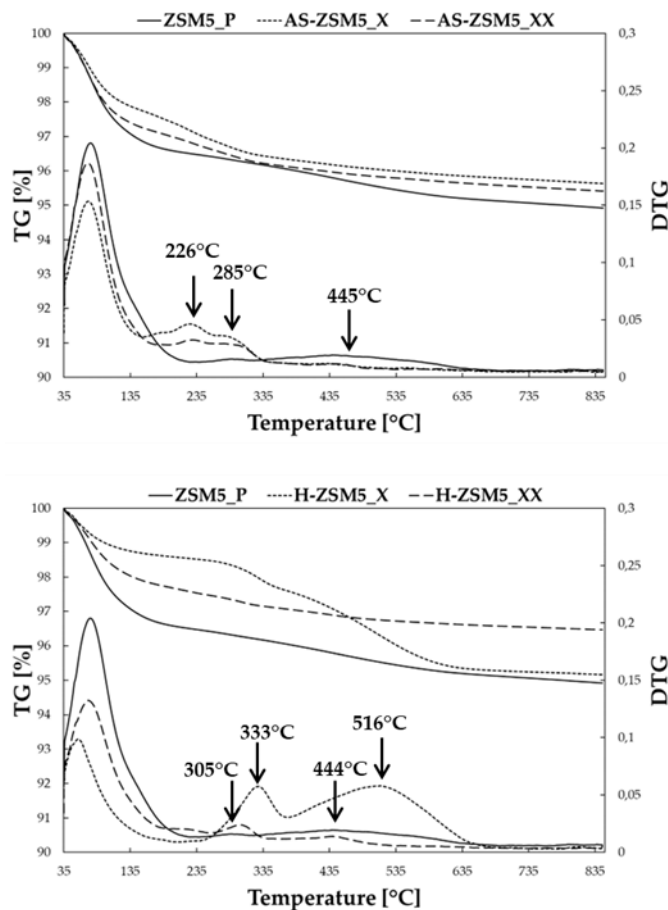 ZSM5_P AS-ZSM5_X AS-ZSM5_XX
100 0,3
99
98 0,25
97
0,2
96
TG [%] 95 0,15 DTG
94
226°C 0,1
93 285°C
92 445°C 0,05
91
90 0
35 135 235 335 435 535 635 735 835
Temperature [°C]
ZSM5_P H-ZSM5_X H-ZSM5_XX
100 0,3
99
98 0,25
97
0,2
96
TG [%] 95 0,15 DTG
94 516°C
333°C 0,1
93 305°C 444°C
92 0,05
91
90 0
35 135 235 335 435 535 635 735 835
Temperature [°C]